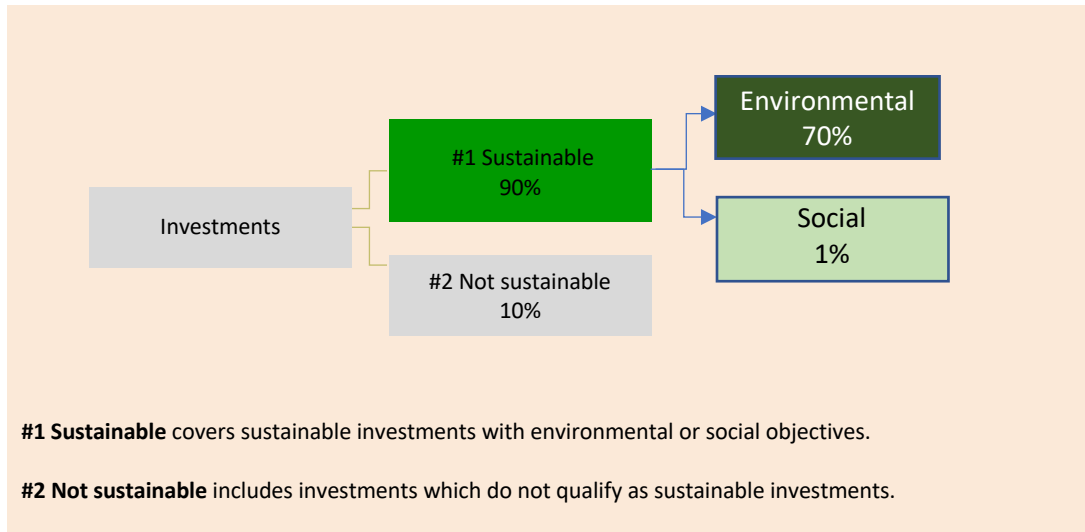 Investments
#1 Sustainable
90%
#2 Not sustainable
10%
Environmental
70%
Social
1%
#1 Sustainable covers sustainable investments with environmental or social objectives.
#2 Not sustainable includes investments which do not qualify as sustainable investments.